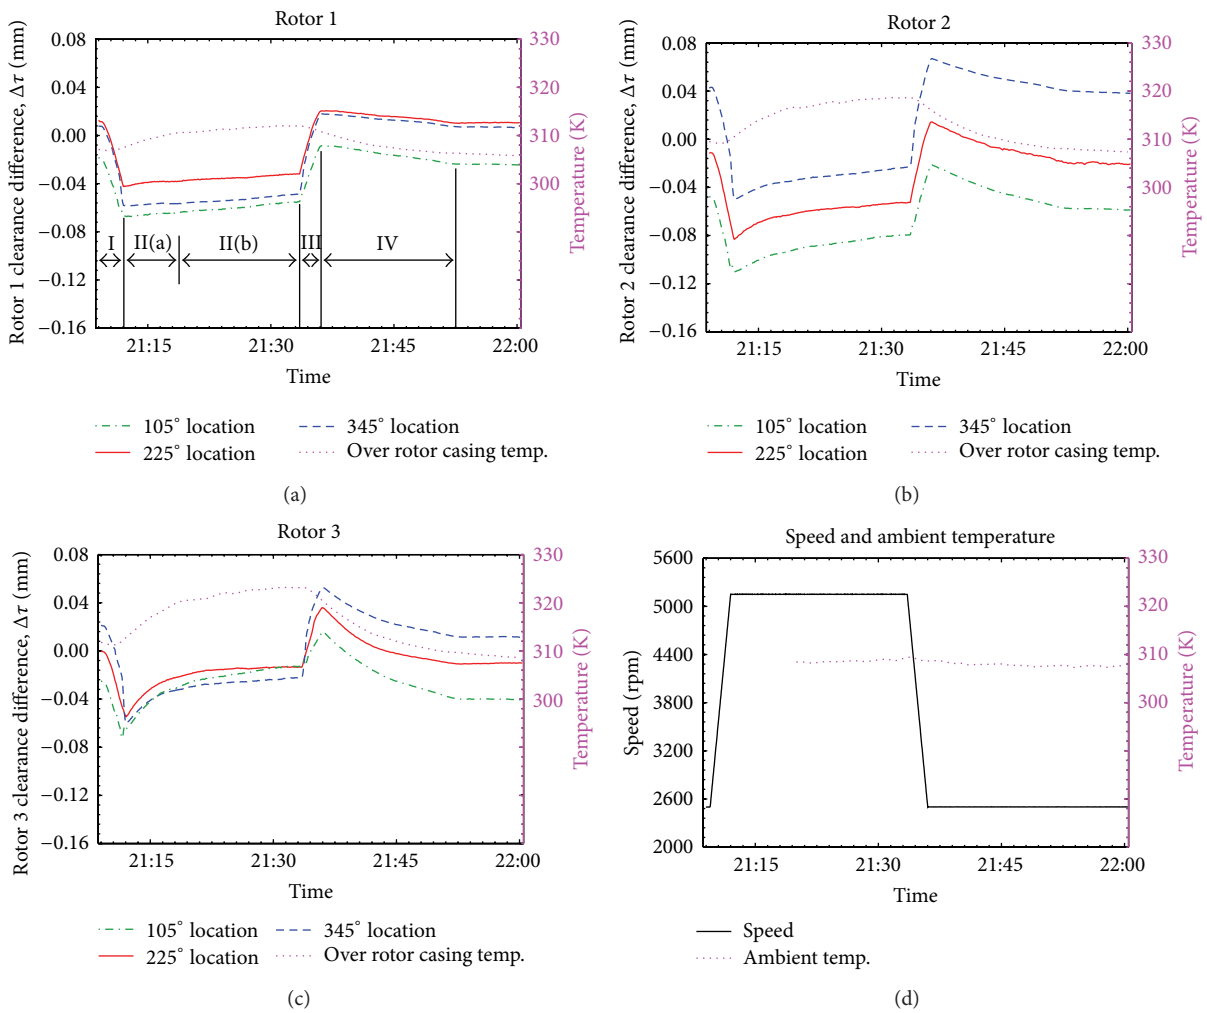 Rotor 1
Rotor 1 clearance difference, Δτ (mm)
0.08
0.04
0.00
−0.04
−0.08
−0.12
−0.16
330
320
310
300
Temperature (K)
I
II(a)
II(b)
III
IV
21:15
21:30
21:45
22:00
Time
105° location
345° location
225° location
Over rotor casing temp.
(a)
Rotor 2
Rotor 2 clearance difference, Δτ (mm)
0.08
0.04
−0.00
−0.04
−0.08
−0.12
−0.16
330
320
310
300
Temperature (K)
21:15
21:30
21:45
22:00
Time
105° location
345° location
225° location
Over rotor casing temp.
(b)
Rotor 3
Rotor 3 clearance difference, Δτ (mm)
0.08
0.04
0.00
−0.04
−0.08
−0.12
−0.16
330
320
310
300
Temperature (K)
21:15
21:30
21:45
22:00
Time
105° location
345° location
225° location
Over rotor casing temp.
(c)
Speed and ambient temperature
Speed (rpm)
5600
5000
4400
3800
3200
2600
2000
330
320
310
300
Temperature (K)
21:15
21:30
21:45
22:00
Time
Speed
Ambient temp.
(d)